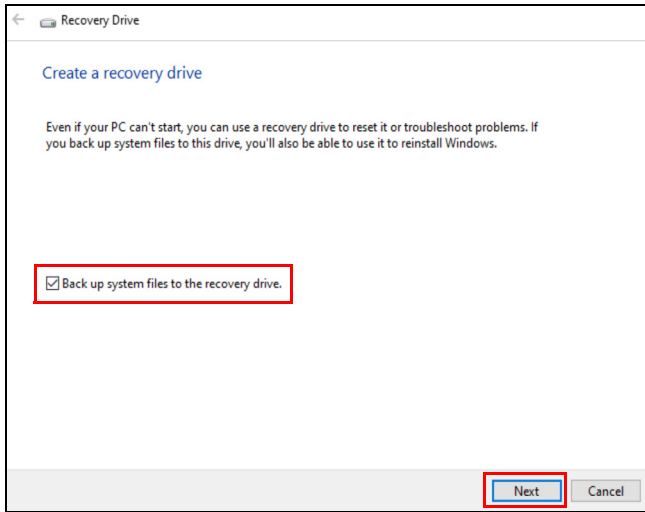 Recovery Drive
Create a recovery drive
Even if your PC can't start, you can use a recovery drive to reset it or troubleshoot problems. If
you back up system files to this drive, you'll also be able to use it to reinstall Windows.
Back up system files to the recovery drive.
Next Cancel